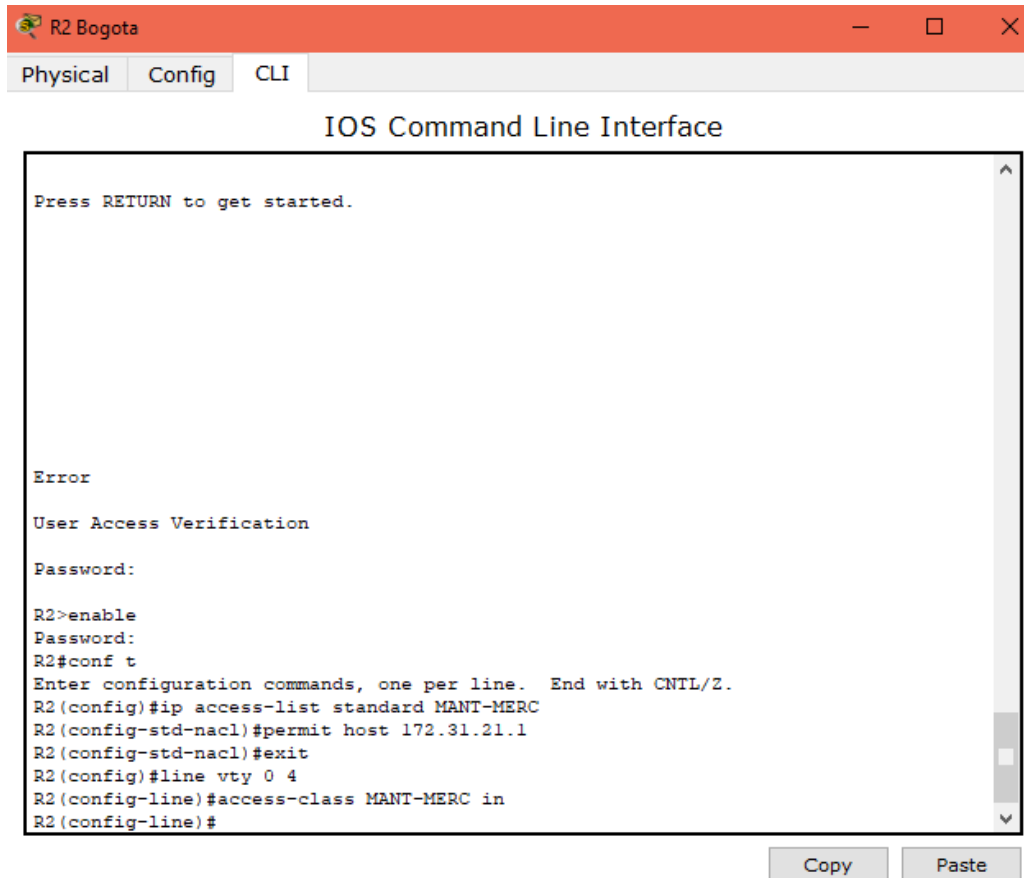 R2 Bogota
Physical Config CLI
IOS Command Line Interface
Press RETURN to get started.
Error
User Access Verification
Password:
R2>enable
Password:
R2#conf t
Enter configuration commands, one per line.  End with CNTL/Z.
R2(config)#ip access-list standard MANT-MERC
R2(config-std-nacl)#permit host 172.31.21.1
R2(config-std-nacl)#exit
R2(config)#line vty 0 4
R2(config-line)#access-class MANT-MERC in
R2(config-line)#
Copy Paste